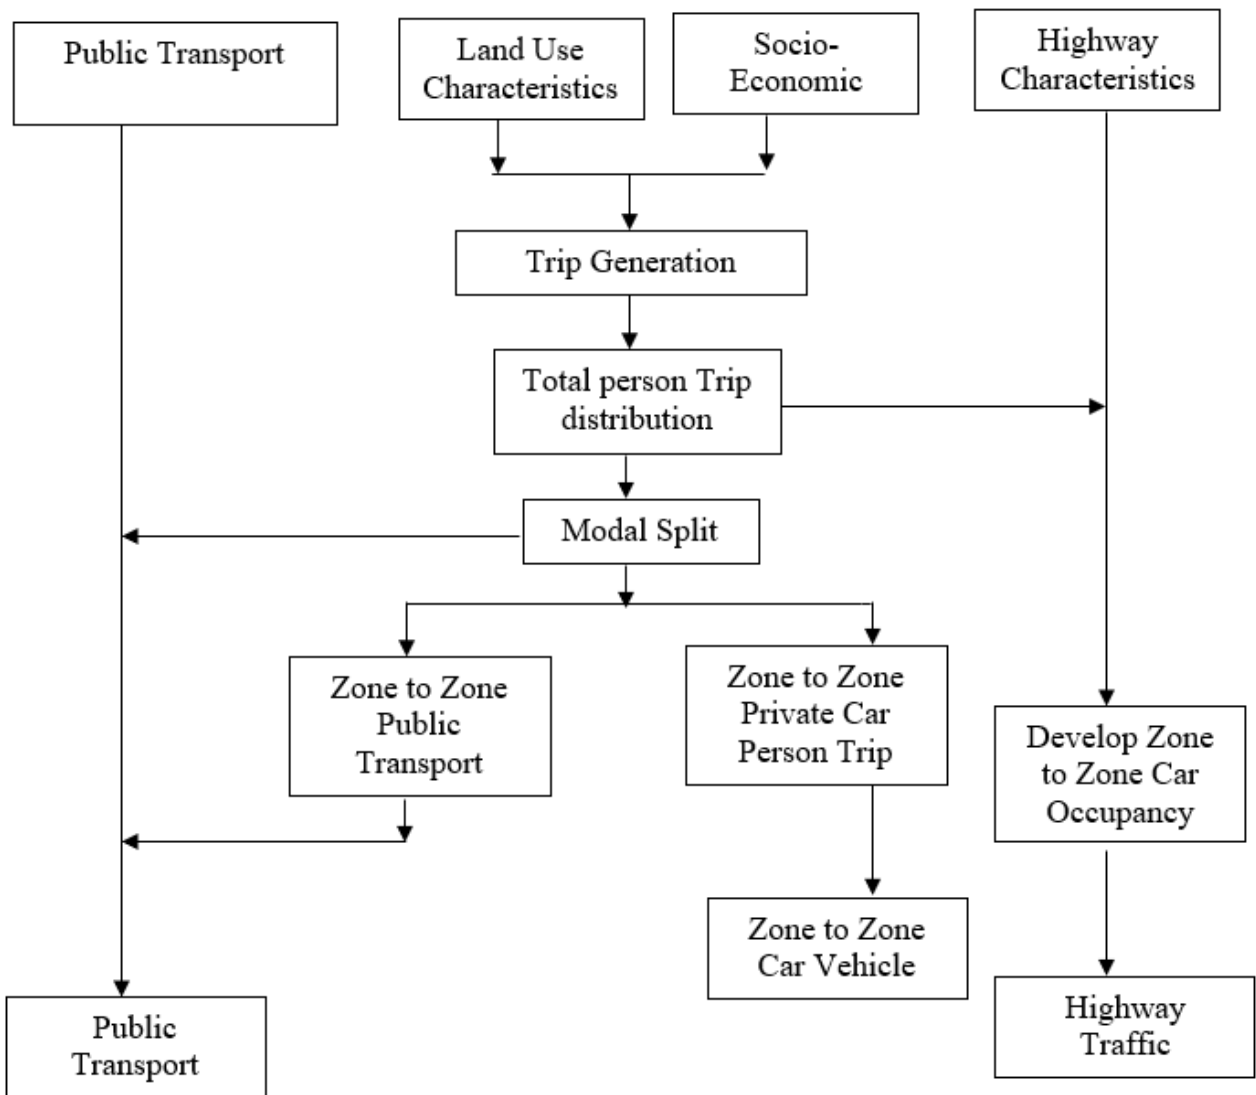 Public Transport
Land Use
Characteristics
Socio-
Economic
Highway
Characteristics
Trip Generation
Total person Trip
distribution
Modal Split
Zone to Zone
Public
Transport
Zone to Zone
Private Car
Person Trip
Develop Zone
to Zone Car
Occupancy
Zone to Zone
Car Vehicle
Public
Transport
Highway
Traffic